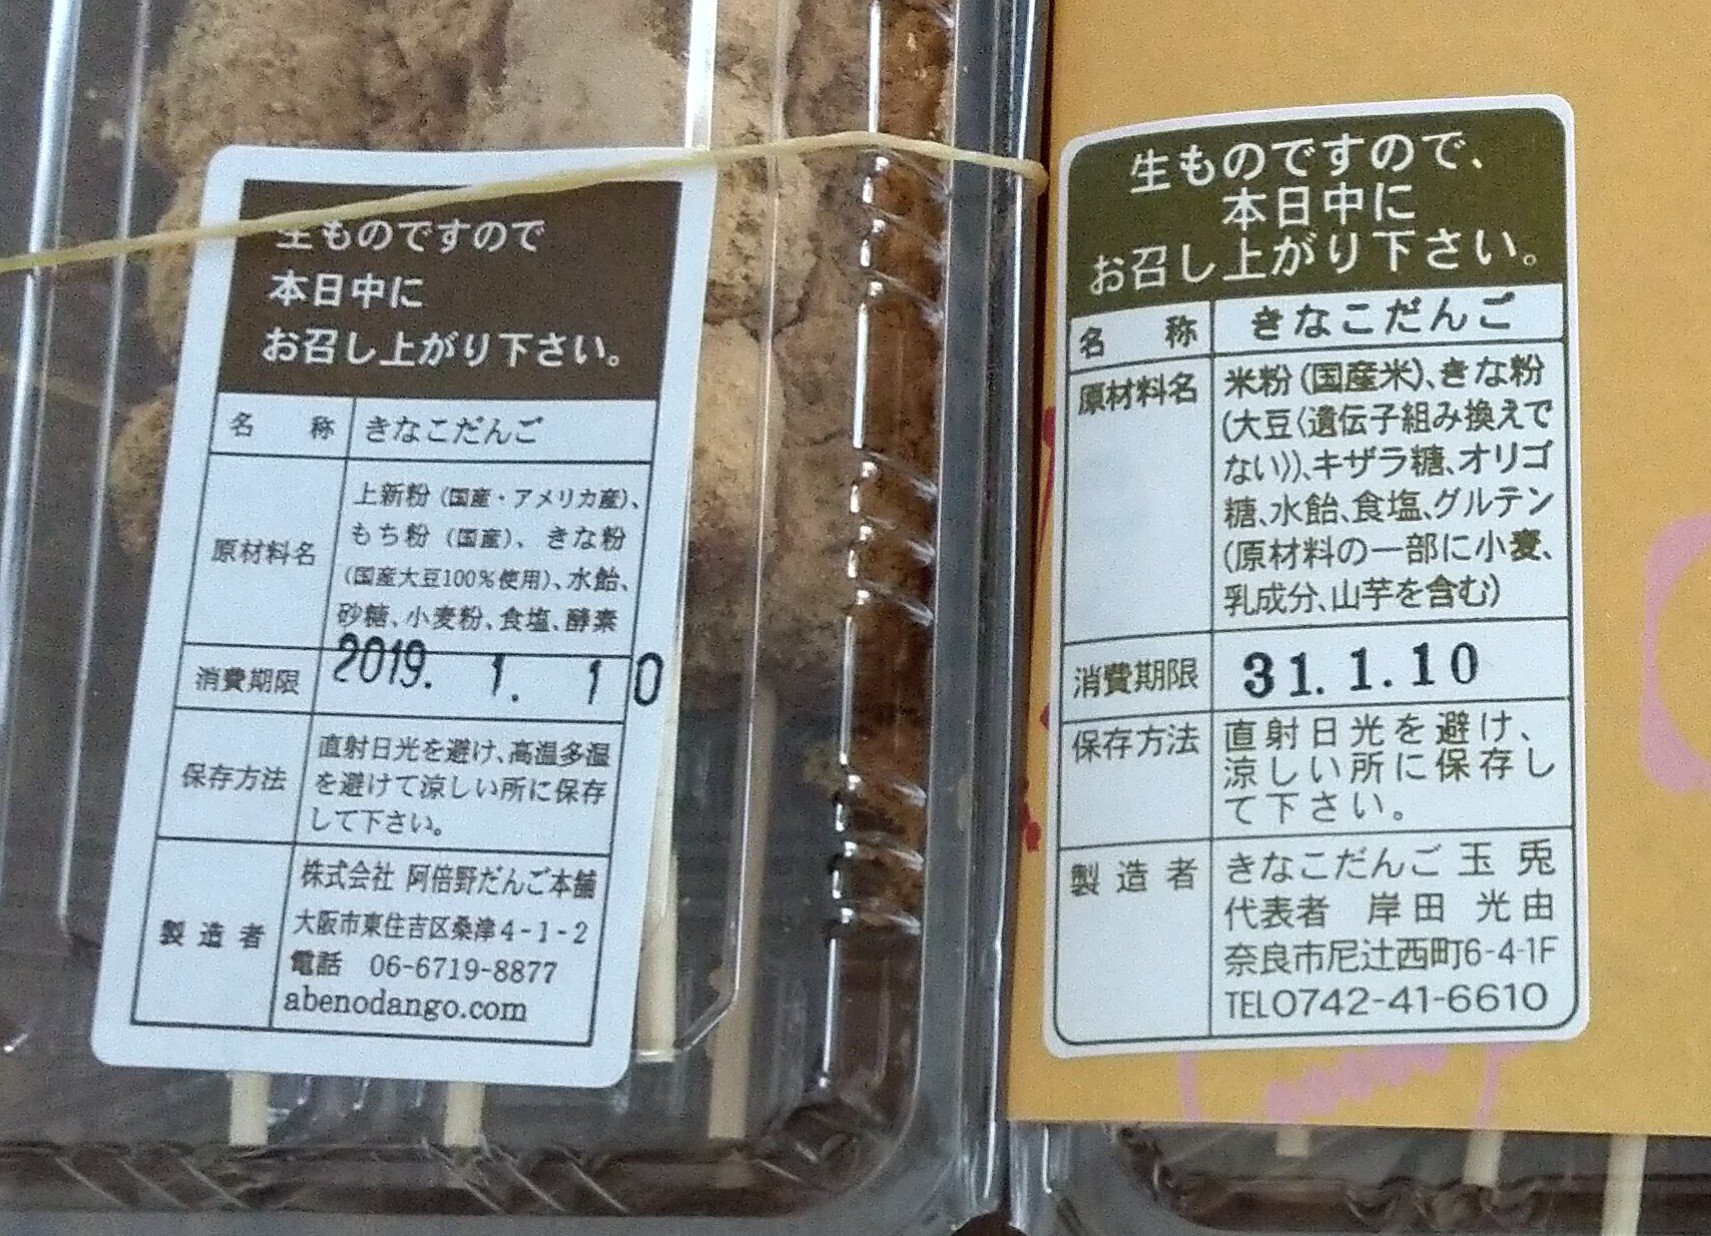 生ものですので
本日中に
お召し上がり下さい。
名 称 きなこだんご
原材料名
上新粉(国産・アメリカ産)、
もち粉(国産)、きな粉
(国産大豆100%使用)、水飴、
砂糖、小麦粉、食塩、酵素
消費期限 2019. 1. 10
保存方法
直射日光を避け、高温多湿
を避けて涼しい所に保存
して下さい。
製造者
株式会社 阿倍野だんご本舗
大阪市東住吉区桑津4-1-2
電話 06-6719-8877
abenodango.com
生ものですので、
本日中に
お召し上がり下さい。
名 称 きなこだんご
原材料名
米粉(国産米)、きな粉
(大豆〈遺伝子組み換えで
ない〉)、キザラ糖、オリゴ
糖、水飴、食塩、グルテン
(原材料の一部に小麦、
乳成分、山芋を含む)
消費期限 31.1.10
保存方法
直射日光を避け、
涼しい所に保存し
て下さい。
製造者
きなこだんご 玉兎
代表者 岸田 光由
奈良市尼辻西町6-4-1F
TEL0742-41-6610